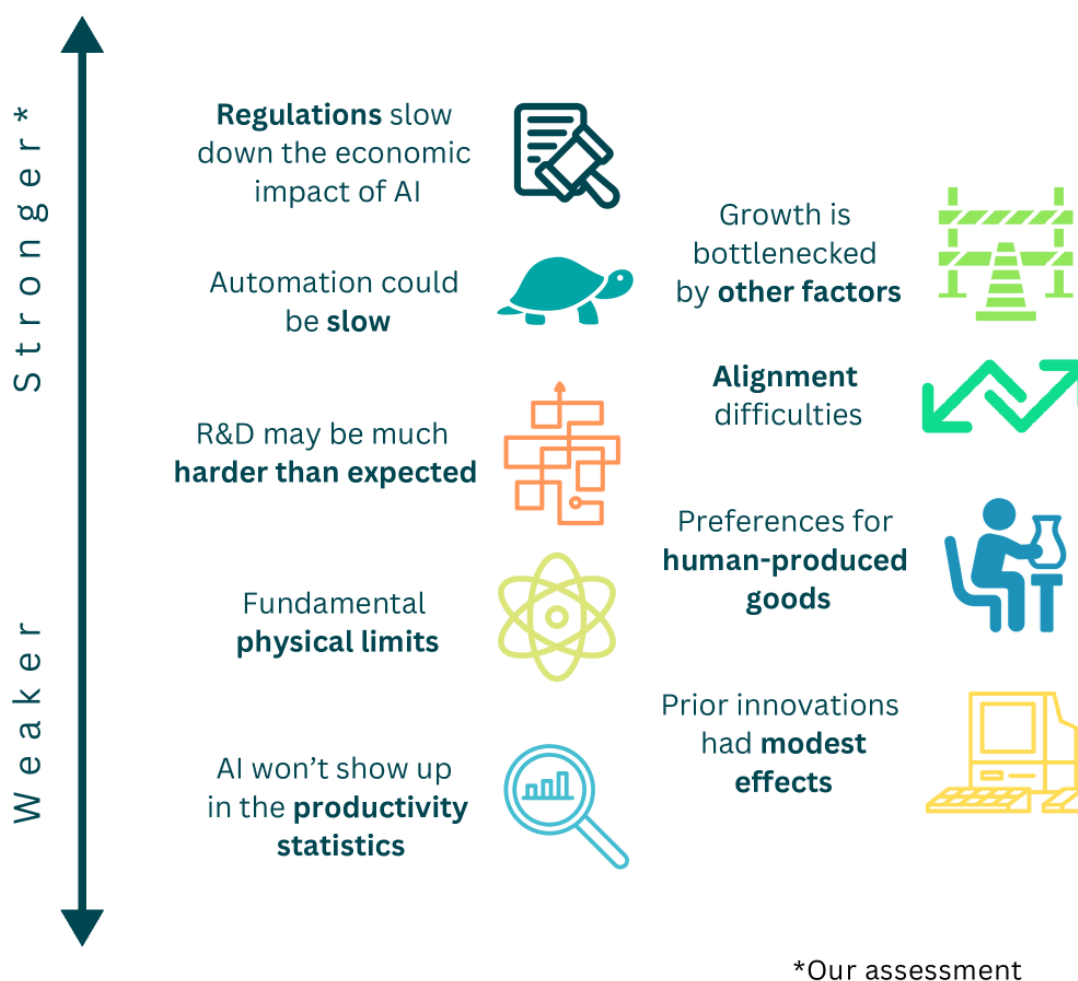 Stronger*
Weaker
Regulations slow
down the economic
impact of AI
Growth is
bottlenecked
by other factors
Automation could
be slow
Alignment
difficulties
R&D may be much
harder than expected
Preferences for
human-produced
goods
Fundamental
physical limits
Prior innovations
had modest
effects
AI won’t show up
in the productivity
statistics
*Our assessment